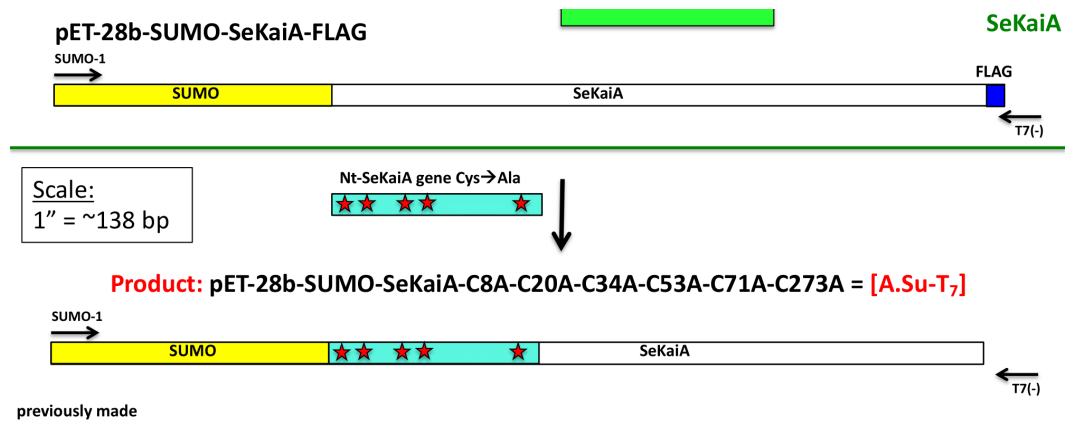 pET-28b-SUMO-SeKaiA-FLAG
SeKaiA
SUMO-1
FLAG
SUMO
SeKaiA
T7(-)
Nt-SeKaiA gene Cys→Ala
Scale:
1” = ~138 bp
Product: pET-28b-SUMO-SeKaiA-C8A-C20A-C34A-C53A-C71A-C273A = [A.Su-T₇]
SUMO-1
SUMO
SeKaiA
T7(-)
previously made